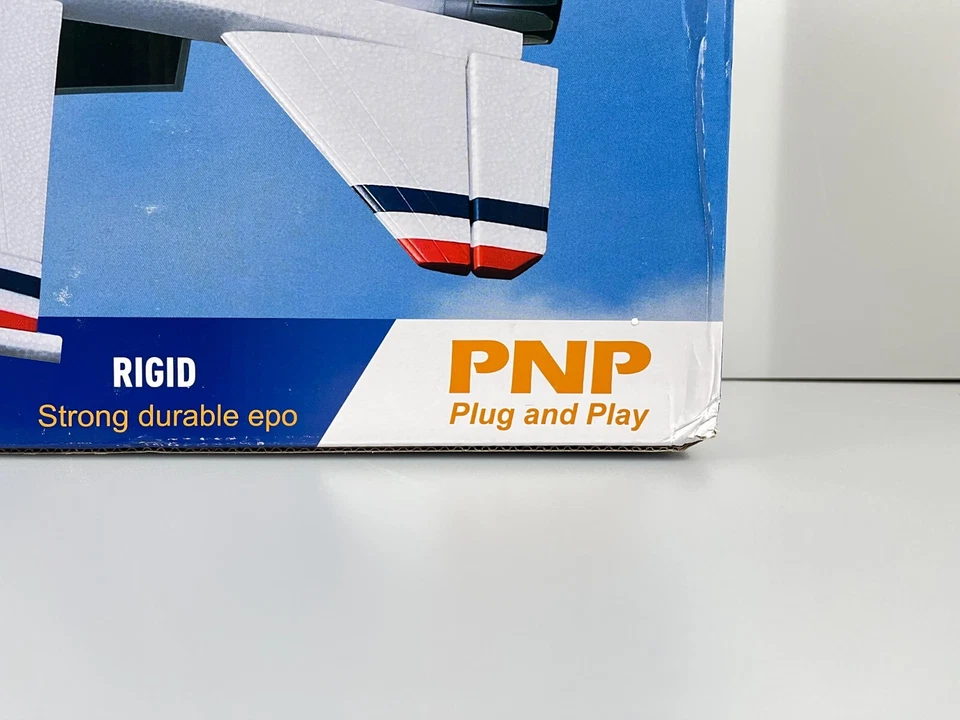 RIGID
Strong durable epo
PNP
Plug and Play